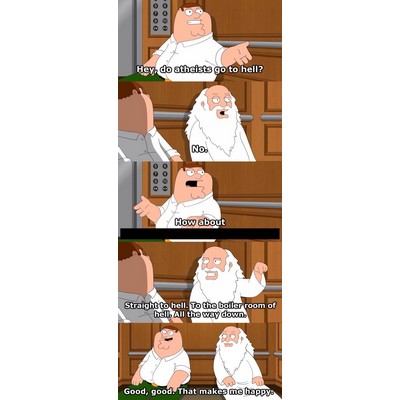 Hey, do atheists go to hell?
No.
How about
Straight to hell. To the boiler room of
hell. All the way down.
Good, good. That makes me happy.